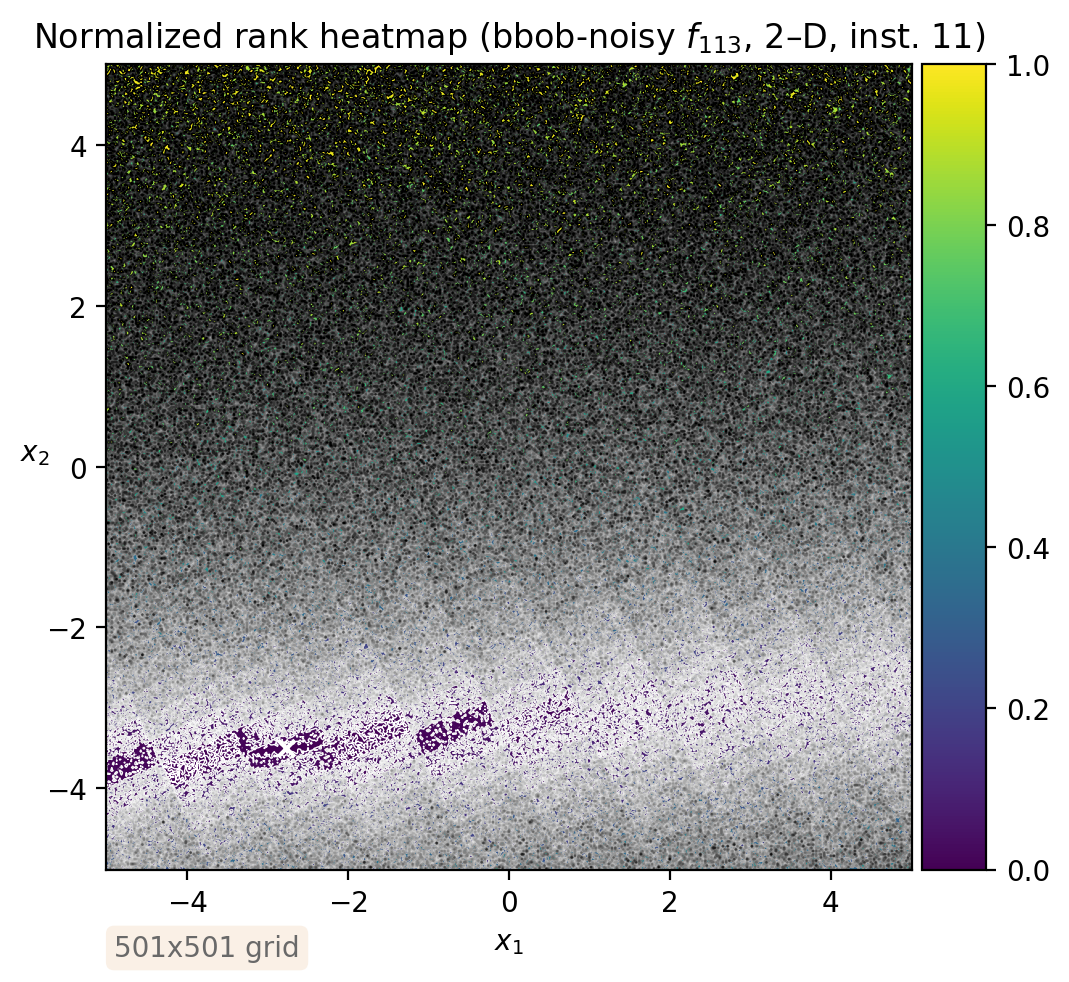 Normalized rank heatmap (bbob-noisy f₁₁₃, 2–D, inst. 11)
1.0
0.8
0.6
0.4
0.2
0.0
4
2
0
−2
−4
x₂
−4 −2 0 2 4
x₁
501x501 grid